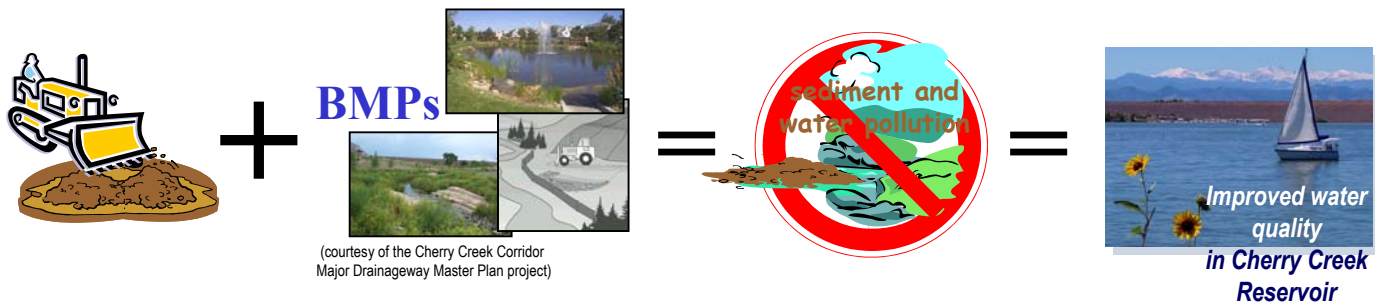 BMPs
(courtesy of the Cherry Creek Corridor
Major Drainageway Master Plan project)
sediment and
water pollution
Improved water
quality
in Cherry Creek
Reservoir